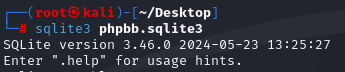 ┌──(root㉿kali)-[~/Desktop]
└─# sqlite3 phpbb.sqlite3
SQLite version 3.46.0 2024-05-23 13:25:27
Enter ".help" for usage hints.